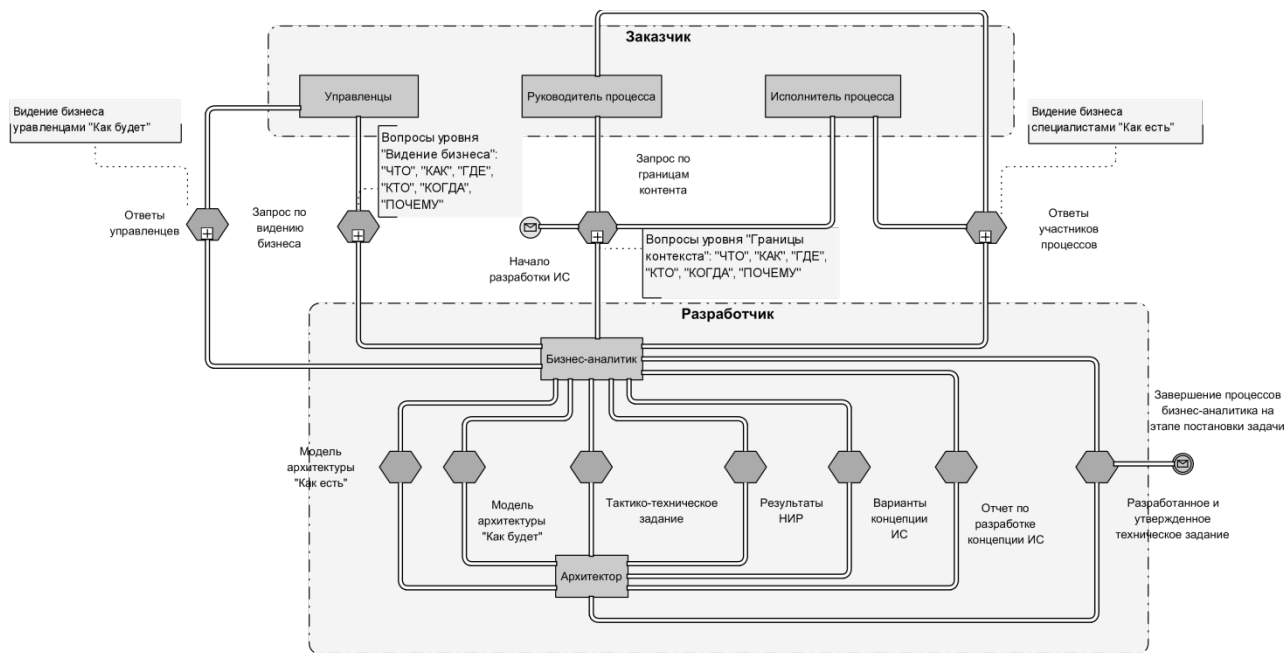 Заказчик
Управленцы
Руководитель процесса
Исполнитель процесса
Видение бизнеса
уравленцами "Как будет"
Видение бизнеса
специалистами "Как есть"
Вопросы уровня
"Видение бизнеса":
"ЧТО", "КАК", "ГДЕ",
"КТО", "КОГДА",
"ПОЧЕМУ"
Запрос по
границам
контента
Ответы
управленцев
Запрос по
видению
бизнеса
Ответы
участников
процессов
Начало
разработки ИС
Вопросы уровня "Границы
контекста": "ЧТО", "КАК", "ГДЕ",
"КТО", "КОГДА", "ПОЧЕМУ"
Разработчик
Бизнес-аналитик
Завершение процессов
бизнес-аналитика на
этапе постановки задачи
Модель
архитектуры
"Как есть"
Модель
архитектуры
"Как будет"
Тактико-техническое
задание
Результаты
НИР
Варианты
концепции
ИС
Отчет по
разработке
концепции ИС
Разработанное и
утвержденное
техническое задание
Архитектор